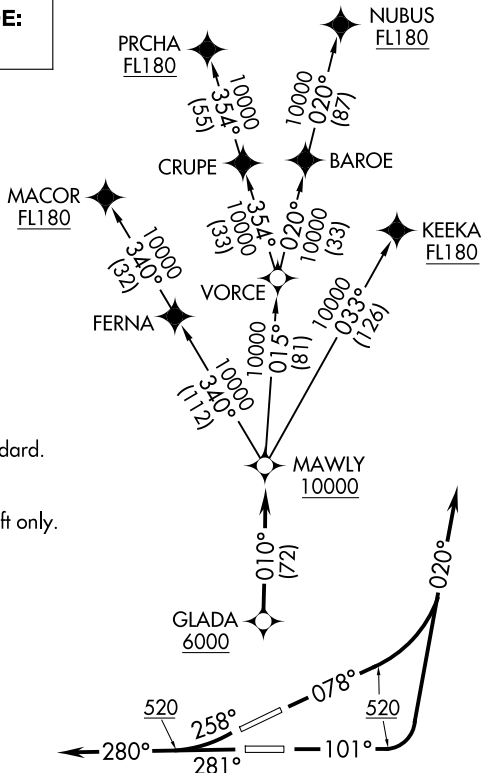 DE:
NUBUS
FL180
PRCHA
FL180
10000
020°
(87)
10000
354°
(55)
CRUPE
BAROE
MACOR
FL180
354°
10000
(33)
020°
10000
(33)
KEEKA
FL180
10000
340°
(32)
VORCE
FERNA
10000
033°
(126)
10000
015°
(81)
10000
340°
(112)
dard.
MAWLY
10000
ft only.
010°
(72)
020°
GLADA
6000
078°
520
258°
520
280°
281°
101°